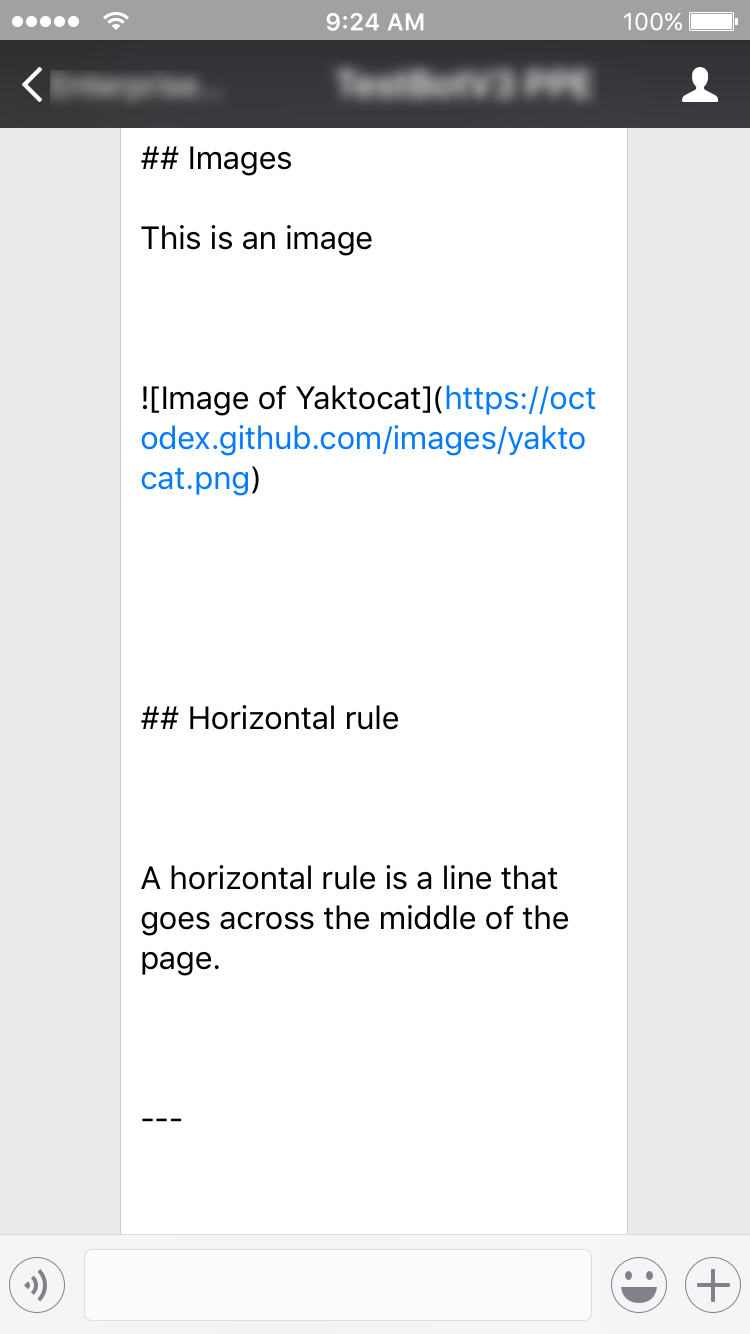 9:24 AM
100%
## Images
This is an image
![Image of Yaktocat](https://oct
odex.github.com/images/yakto
cat.png)
## Horizontal rule
A horizontal rule is a line that
goes across the middle of the
page.
---